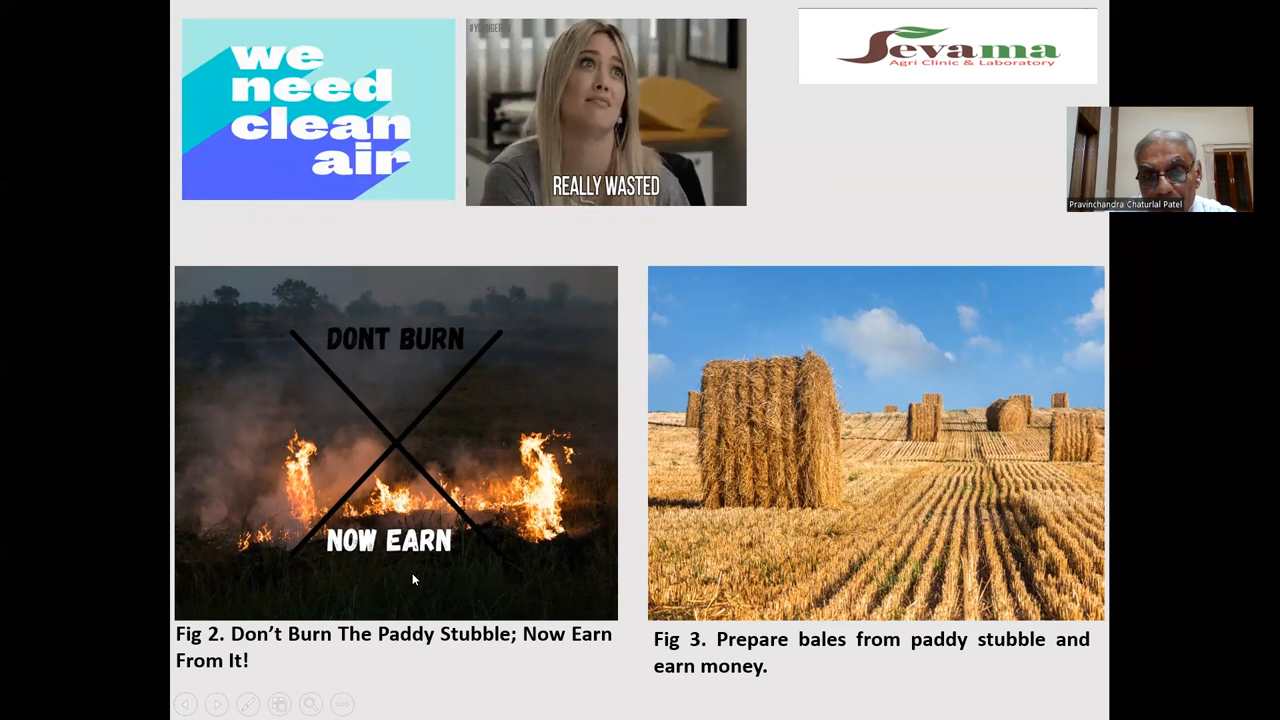 we
need
clean
air
#YOUNGER
REALLY WASTED
Sevama
Agri Clinic & Laboratory
Pravinchandra Chaturlal Patel
DONT BURN
NOW EARN
Fig 2. Don’t Burn The Paddy Stubble; Now Earn
From It!
Fig 3. Prepare bales from paddy stubble and
earn money.